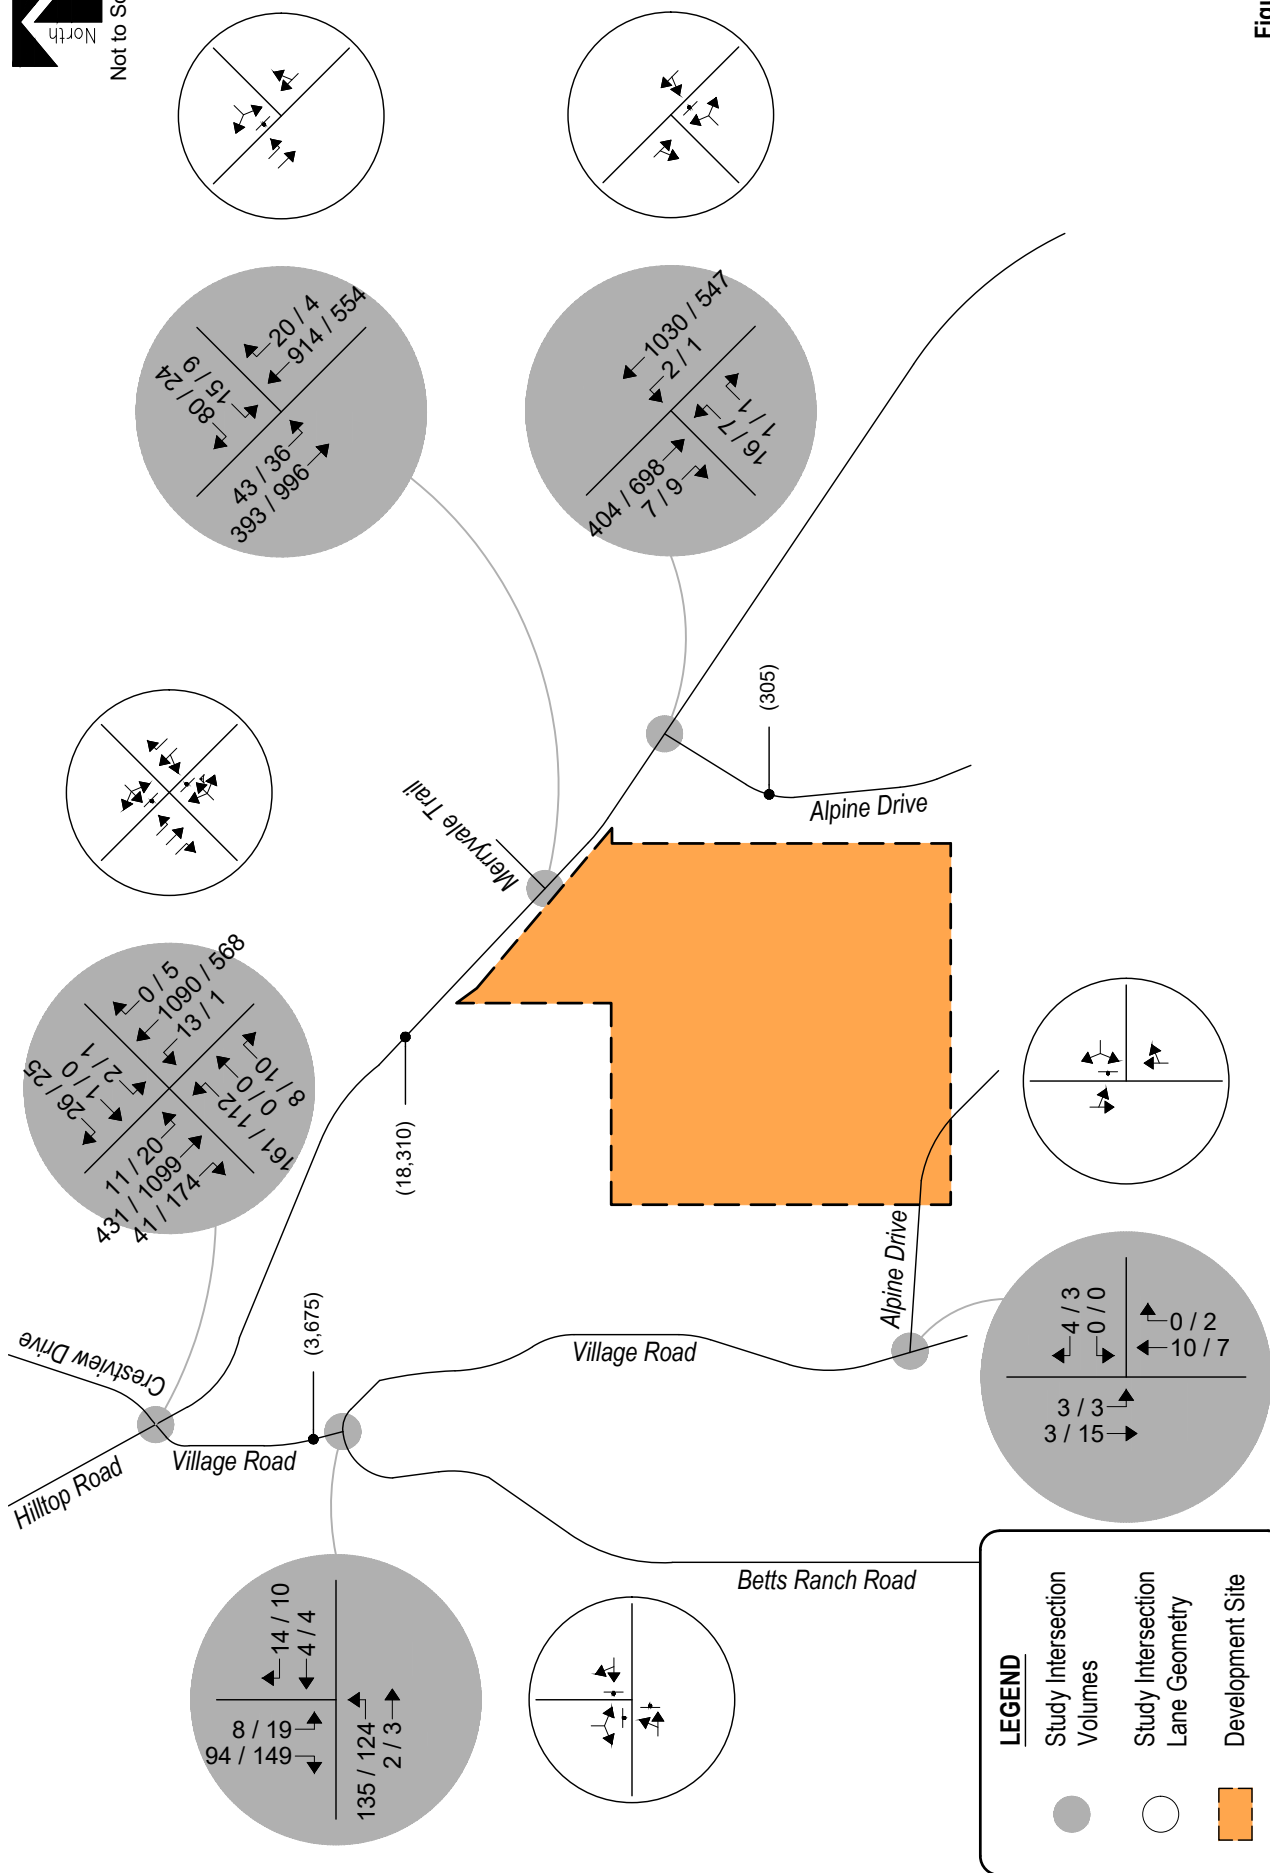 North
Not to Sc
Figu
20 / 4
914 / 554
15 / 9
80 / 24
43 / 36
393 / 996
1030 / 547
2 / 1
404 / 698
7 / 9
16 / 7
1 / 1
(305)
Alpine Drive
Merryvale Trail
0 / 5
1090 / 568
13 / 1
2 / 1
1 / 0
26 / 25
11 / 20
431 / 1099
41 / 174
161 / 112
0 / 0
8 / 10
(18,310)
Crestview Drive
Hilltop Road
Village Road
(3,675)
Village Road
Alpine Drive
Betts Ranch Road
4 / 3
0 / 0
0 / 2
10 / 7
3 / 3
3 / 15
14 / 10
4 / 4
8 / 19
94 / 149
135 / 124
2 / 3
LEGEND
Study Intersection
Volumes
Study Intersection
Lane Geometry
Development Site